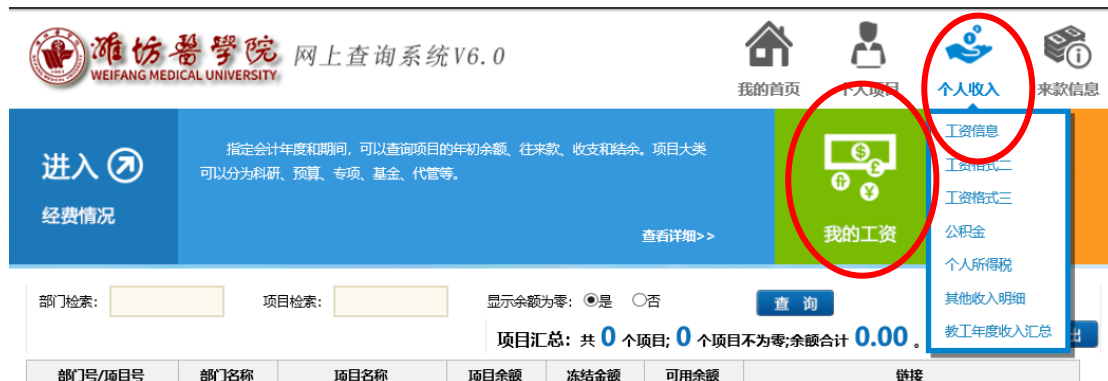 潍坊醫学院 网上查询系统V6.0
WEIFANG MEDICAL UNIVERSITY
我的首页 个人项目 个人收入 来款信息
进入
经费情况
指定会计年度和期间，可以查询项目的年初余额、往来款、收支和结余。项目大类
可以分为科研、预算、专项、基金、代管等。
查看详细>>
我的工资
工资信息
工资格式二
工资格式三
公积金
个人所得税
其他收入明细
教工年度收入汇总
部门检索： 项目检索： 显示余额为零： 是 否 查 询
项目汇总：共 0 个项目; 0 个项目不为零;余额合计 0.00 。 出
部门号/项目号 部门名称 项目名称 项目余额 冻结金额 可用余额 链接